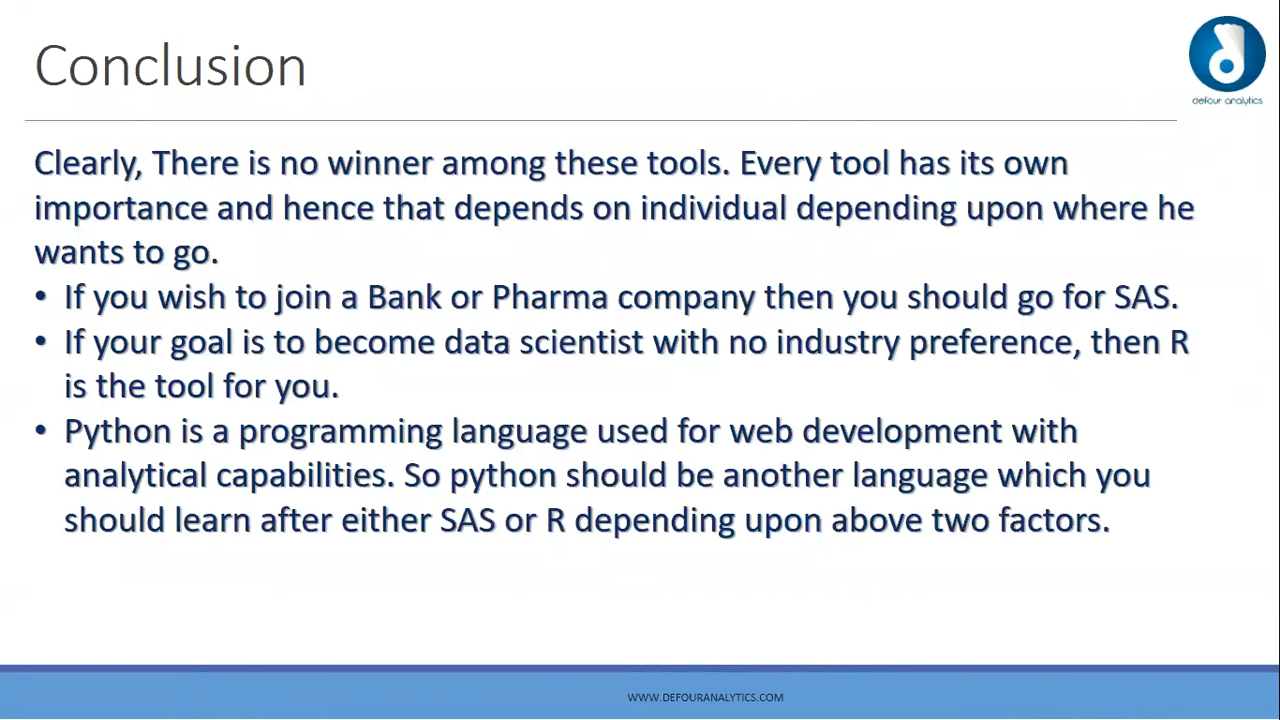 Conclusion
defour analytics
Clearly, There is no winner among these tools. Every tool has its own
importance and hence that depends on individual depending upon where he
wants to go.
• If you wish to join a Bank or Pharma company then you should go for SAS.
• If your goal is to become data scientist with no industry preference, then R
is the tool for you.
• Python is a programming language used for web development with
analytical capabilities. So python should be another language which you
should learn after either SAS or R depending upon above two factors.
WWW.DEFOURANALYTICS.COM